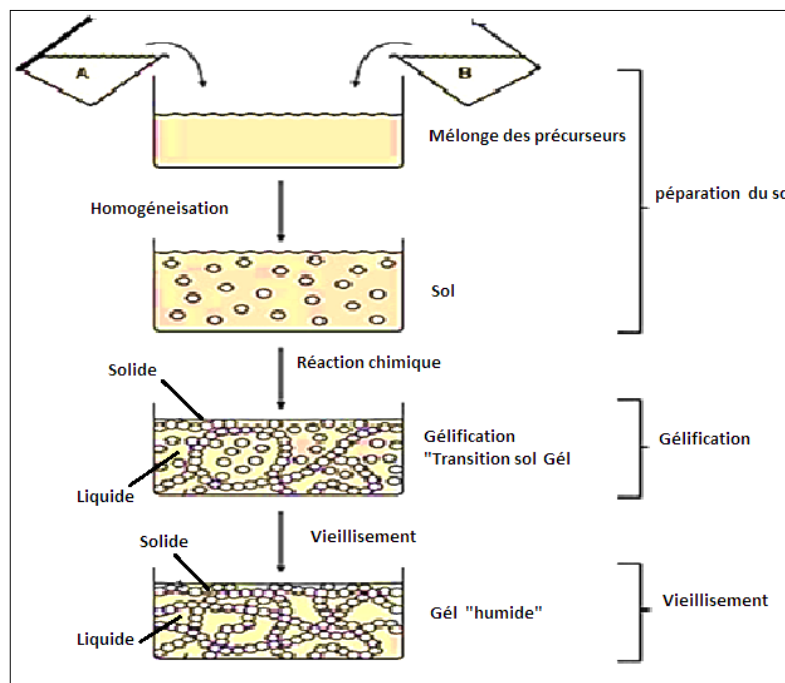 A
B
Mélonge des précurseurs
Homogéneisation
péparation du so
Sol
Réaction chimique
Solide
Gélification
"Transition sol Gél
Gélification
Liquide
Vieillisement
Solide
Gél "humide"
Vieillisement
Liquide